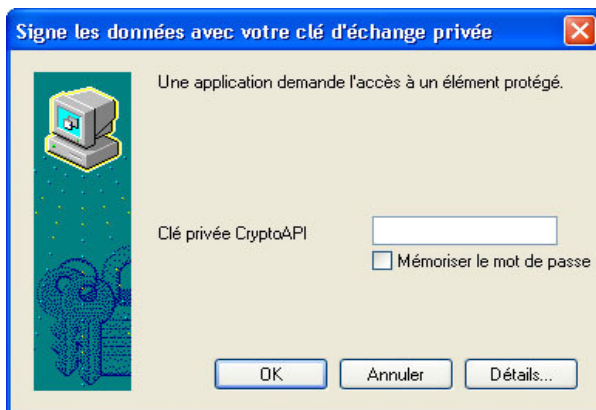 Signe les données avec votre clé d'échange privée
Une application demande l'accès à un élément protégé.
Clé privée CryptoAPI
Mémoriser le mot de passe
OK
Annuler
Détails...